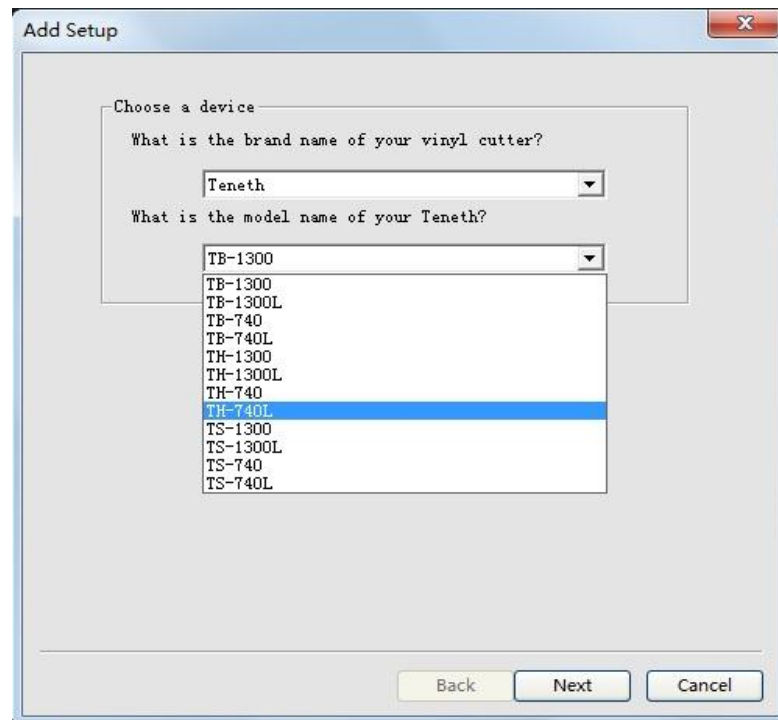 Add Setup
Choose a device
What is the brand name of your vinyl cutter?
Teneth
What is the model name of your Teneth?
TB-1300
TB-1300
TB-1300L
TB-740
TB-740L
TH-1300
TH-1300L
TH-740
TH-740L
TS-1300
TS-1300L
TS-740
TS-740L
Back Next Cancel